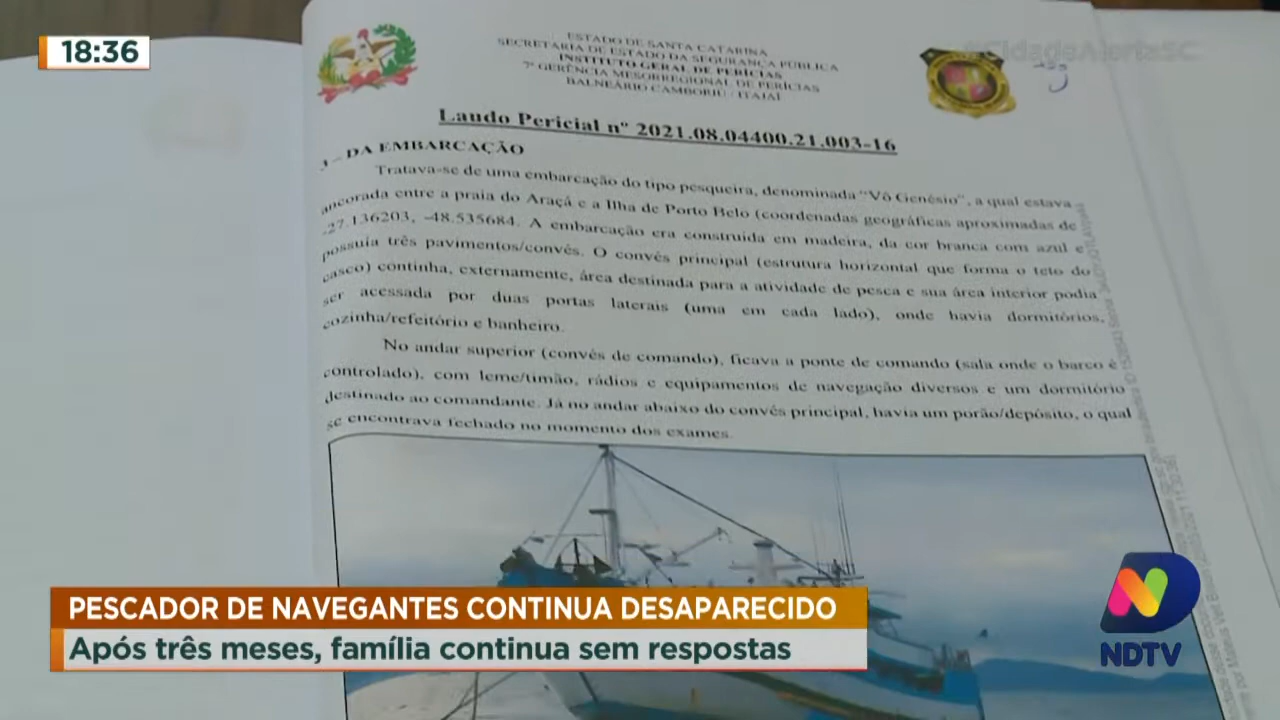 18:36
#CidadeAlertaSC
ESTADO DE SANTA CATARINA
SECRETARIA DE ESTADO DA SEGURANÇA PÚBLICA
INSTITUTO GERAL DE PERÍCIAS
7ª GERÊNCIA MESORREGIONAL DE PERÍCIAS
BALNEÁRIO CAMBORIÚ - ITAJAÍ
Laudo Pericial nº 2021.08.04400.21.003-16
3 – DA EMBARCAÇÃO
Tratava-se de uma embarcação do tipo pesqueira, denominada “Vô Genésio”, a qual estava
ancorada entre a praia do Araçá e a Ilha de Porto Belo (coordenadas geográficas aproximadas de
-27.136203, -48.535684. A embarcação era construída em madeira, da cor branca com azul e
possuía três pavimentos/convés. O convés principal (estrutura horizontal que forma o teto do
casco) continha, externamente, área destinada para a atividade de pesca e sua área interior podia
ser acessada por duas portas laterais (uma em cada lado), onde havia dormitórios,
cozinha/refeitório e banheiro.
No andar superior (convés de comando), ficava a ponte de comando (sala onde o barco é
controlado), com leme/timão, rádios e equipamentos de navegação diversos e um dormitório
destinado ao comandante. Já no andar abaixo do convés principal, havia um porão/depósito, o qual
se encontrava fechado no momento dos exames.
PESCADOR DE NAVEGANTES CONTINUA DESAPARECIDO
Após três meses, família continua sem respostas
NDTV